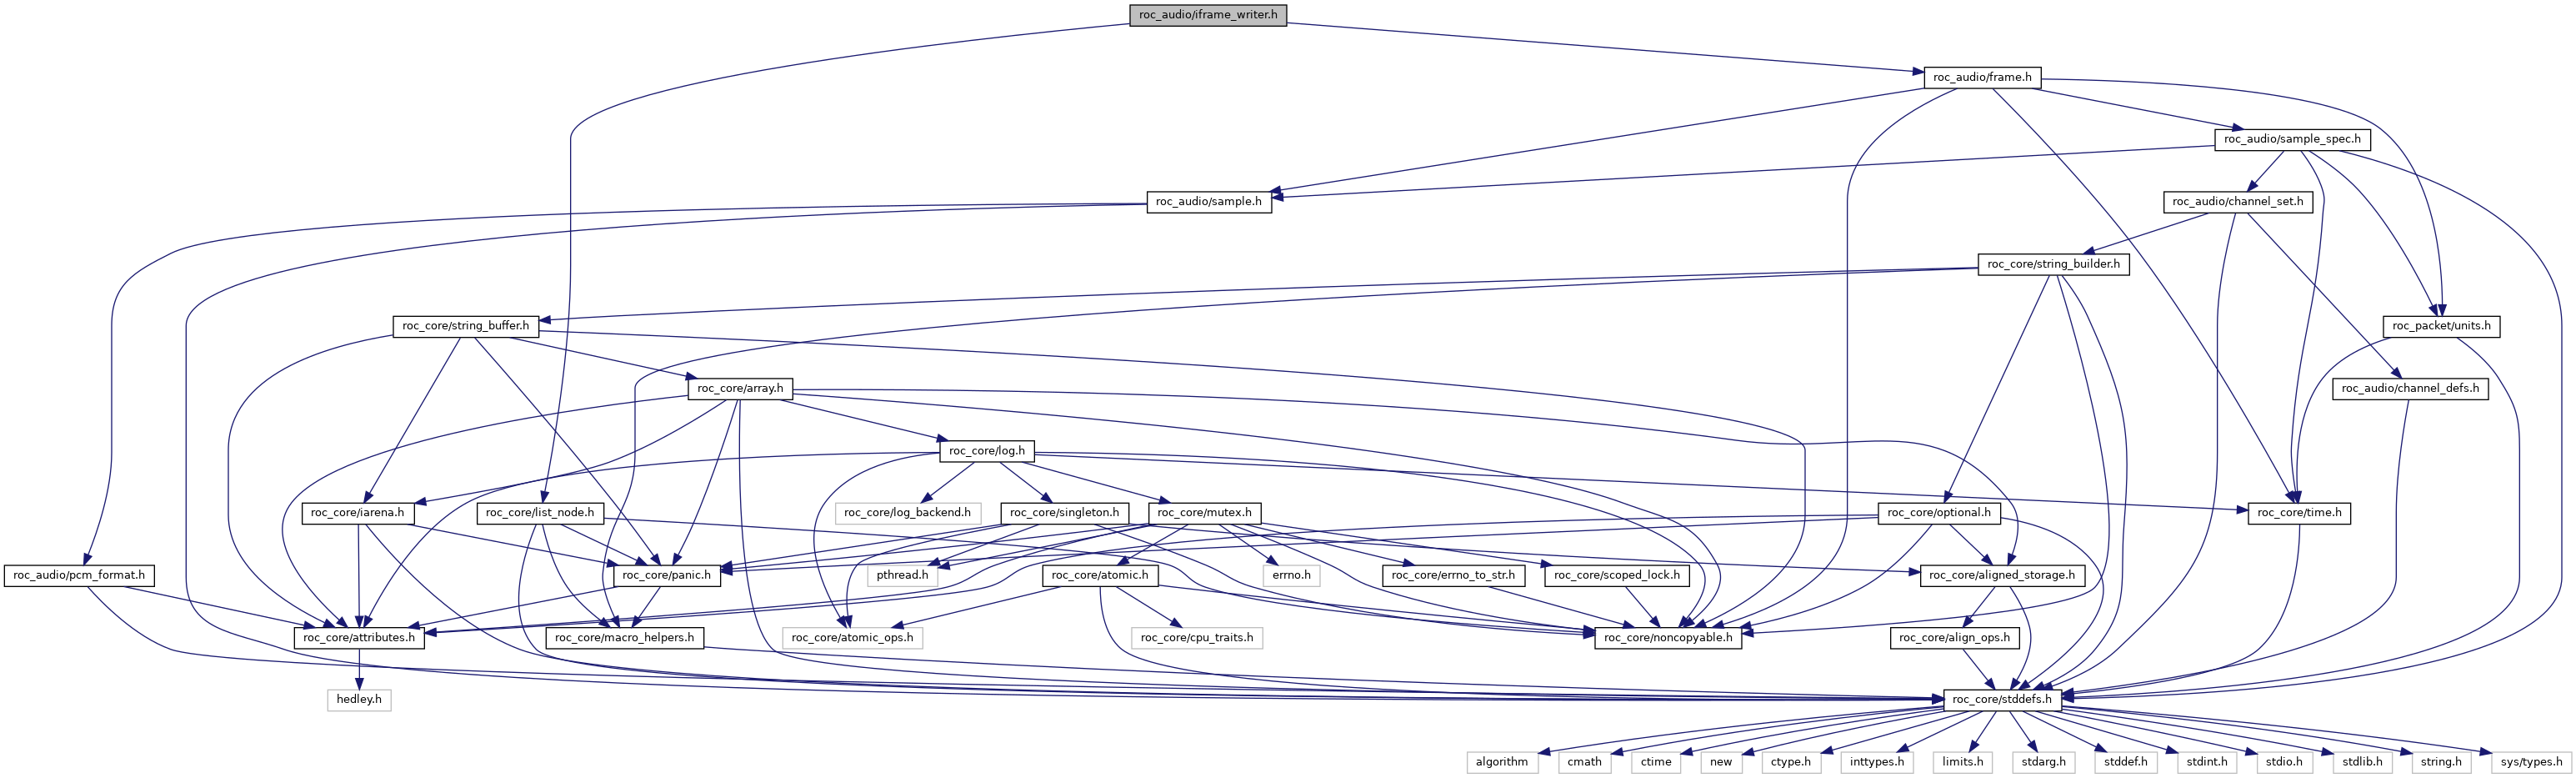 roc_audio/iframe_writer.h
roc_audio/frame.h
roc_audio/sample_spec.h
roc_audio/sample.h
roc_audio/channel_set.h
roc_core/string_builder.h
roc_core/string_buffer.h
roc_packet/units.h
roc_core/array.h
roc_audio/channel_defs.h
roc_core/log.h
roc_core/iarena.h
roc_core/list_node.h
roc_core/log_backend.h
roc_core/singleton.h
roc_core/mutex.h
roc_core/optional.h
roc_core/time.h
roc_audio/pcm_format.h
roc_core/panic.h
pthread.h
roc_core/atomic.h
errno.h
roc_core/errno_to_str.h
roc_core/scoped_lock.h
roc_core/aligned_storage.h
roc_core/attributes.h
roc_core/macro_helpers.h
roc_core/atomic_ops.h
roc_core/cpu_traits.h
roc_core/noncopyable.h
roc_core/align_ops.h
hedley.h
roc_core/stddefs.h
algorithm
cmath
ctime
new
ctype.h
inttypes.h
limits.h
stdarg.h
stddef.h
stdint.h
stdio.h
stdlib.h
string.h
sys/types.h